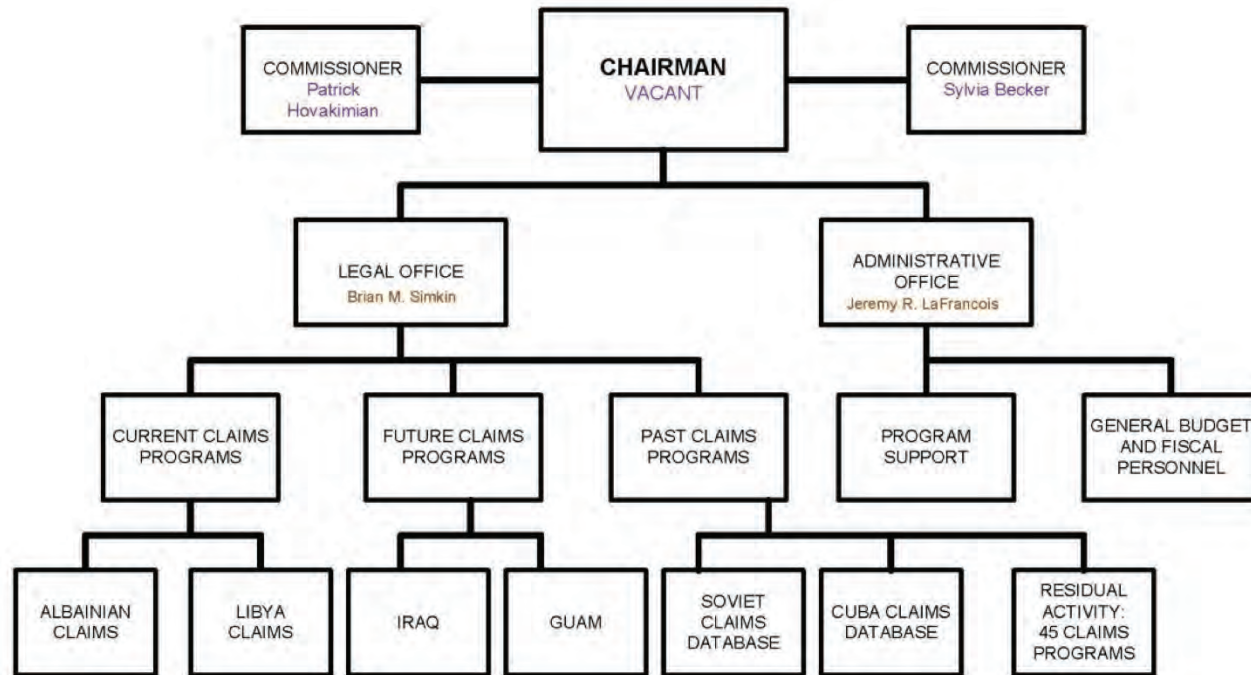 COMMISSIONER
Patrick
Hovakimian
CHAIRMAN
VACANT
COMMISSIONER
Sylvia Becker
LEGAL OFFICE
Brian M. Simkin
ADMINISTRATIVE
OFFICE
Jeremy R. LaFrancois
CURRENT CLAIMS
PROGRAMS
FUTURE CLAIMS
PROGRAMS
PAST CLAIMS
PROGRAMS
PROGRAM
SUPPORT
GENERAL BUDGET
AND FISCAL
PERSONNEL
ALBAINIAN
CLAIMS
LIBYA
CLAIMS
IRAQ
GUAM
SOVIET
CLAIMS
DATABASE
CUBA CLAIMS
DATABASE
RESIDUAL
ACTIVITY:
45 CLAIMS
PROGRAMS